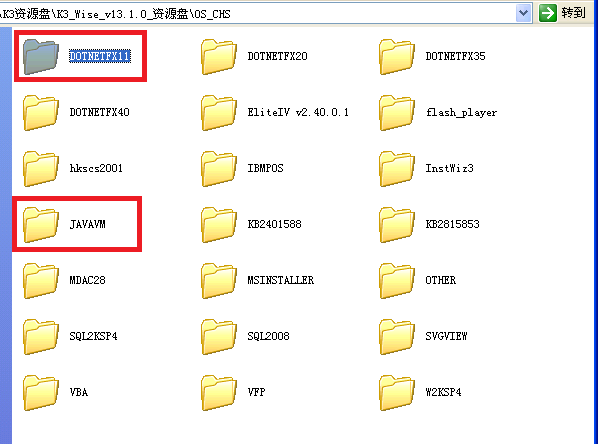 \K3资源盘\K3_Wise_v13.1.0_资源盘\OS_CHS 转到
DOTNETFX11 DOTNETFX20 DOTNETFX35
DOTNETFX40 EliteIV v2.40.0.1 flash_player
hkscs2001 IBMPOS InstWiz3
JAVAVM KB2401588 KB2815853
MDAC28 MSINSTALLER OTHER
SQL2KSP4 SQL2008 SVGVIEW
VBA VFP W2KSP4